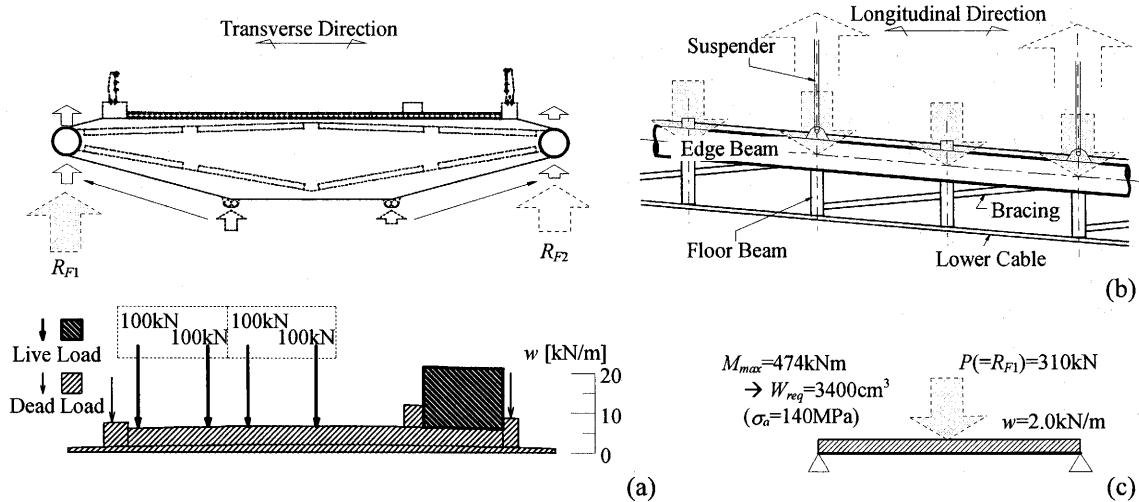 Transverse Direction
R_F1
R_F2
Longitudinal Direction
Suspender
Edge Beam
Bracing
Floor Beam
Lower Cable
(b)
100kN
100kN
100kN
100kN
Live Load
Dead Load
w [kN/m]
20
10
0
(a)
M_max=474kNm
→ W_req=3400cm³
(σ_a=140MPa)
P(=R_F1)=310kN
w=2.0kN/m
(c)